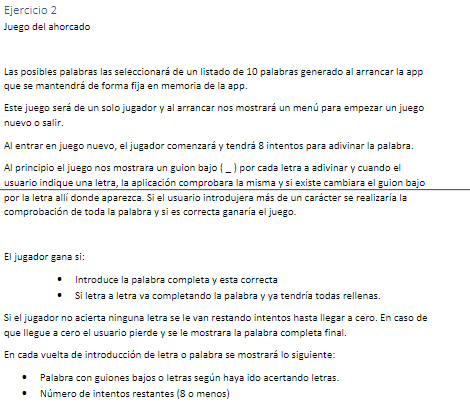 Ejercicio 2
Juego del ahorcado
Las posibles palabras las seleccionará de un listado de 10 palabras generado al arrancar la app
que se mantendrá de forma fija en memoria de la app.
Este juego será de un solo jugador y al arrancar nos mostrará un menú para empezar un juego
nuevo o salir.
Al entrar en juego nuevo, el jugador comenzará y tendrá 8 intentos para adivinar la palabra.
Al principio el juego nos mostrara un guion bajo ( _ ) por cada letra a adivinar y cuando el
usuario indique una letra, la aplicación comprobara la misma y si existe cambiara el guion bajo
por la letra allí donde aparezca. Si el usuario introdujera más de un carácter se realizaría la
comprobación de toda la palabra y si es correcta ganaría el juego.
El jugador gana si:
• Introduce la palabra completa y esta correcta
• Si letra a letra va completando la palabra y ya tendría todas rellenas.
Si el jugador no acierta ninguna letra se le van restando intentos hasta llegar a cero. En caso de
que llegue a cero el usuario pierde y se le mostrara la palabra completa final.
En cada vuelta de introducción de letra o palabra se mostrará lo siguiente:
• Palabra con guiones bajos o letras según haya ido acertando letras.
• Número de intentos restantes (8 o menos)